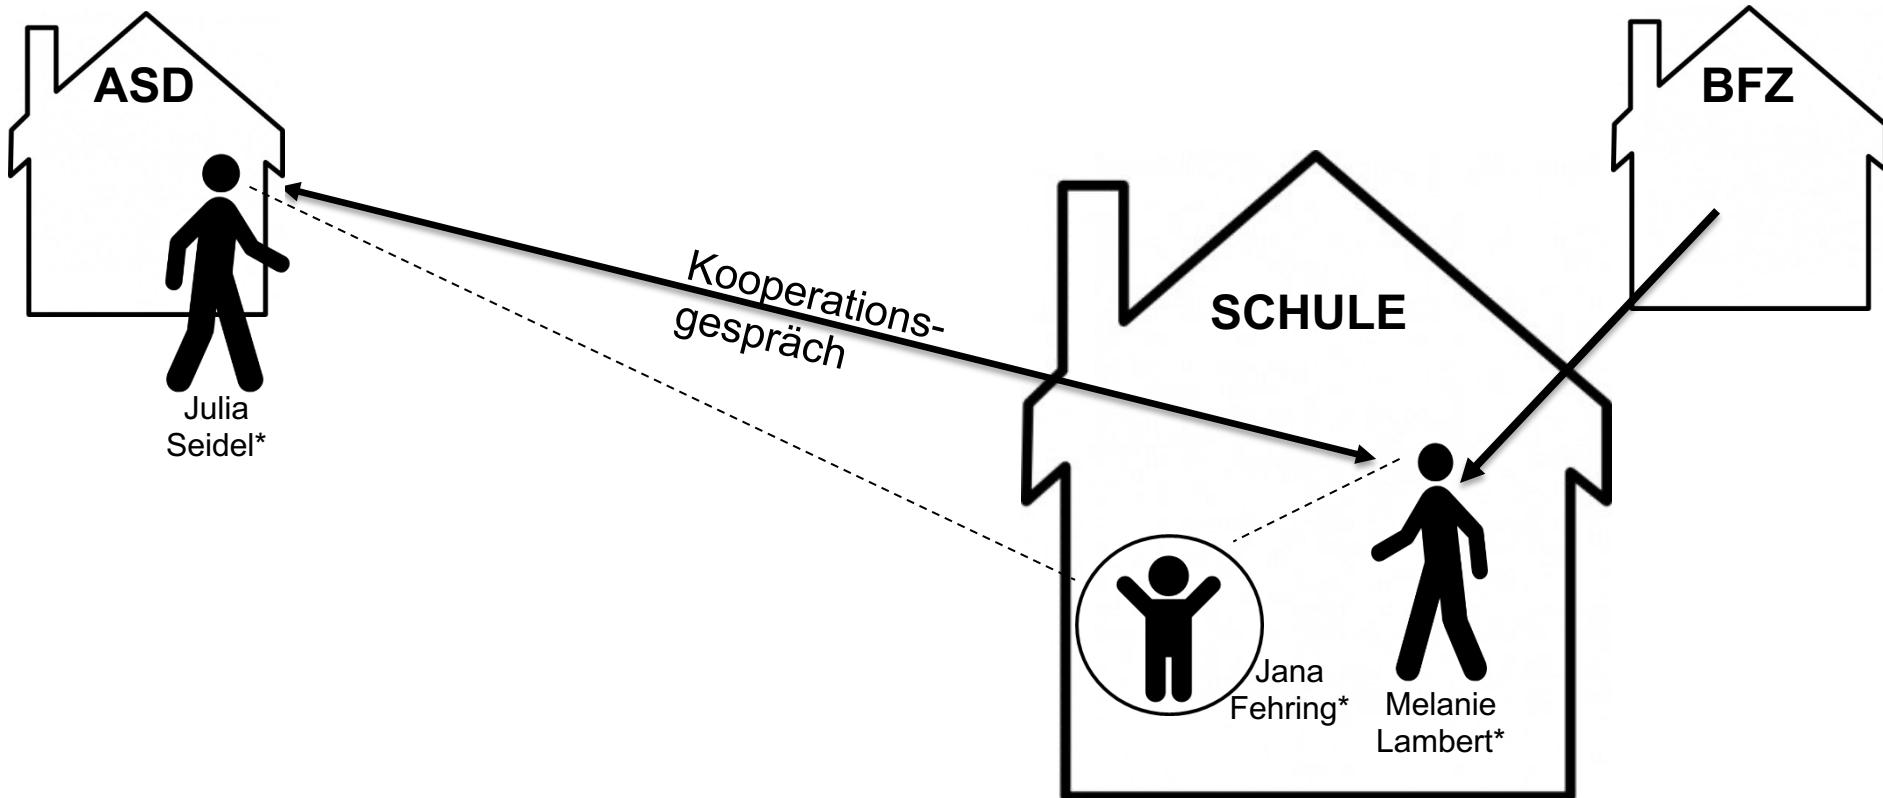 ASD
BFZ
SCHULE
Kooperations-
gespräch
Julia
Seidel*
Jana
Fehring*
Melanie
Lambert*